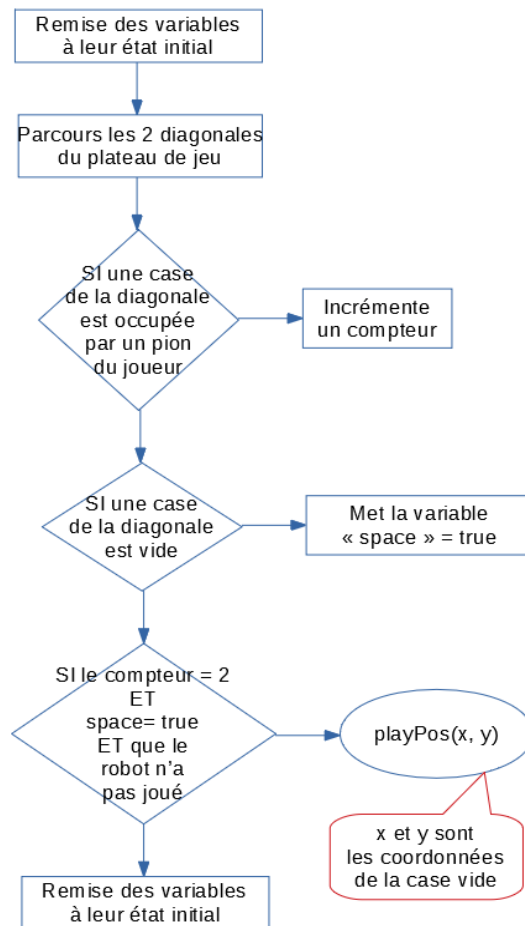 Remise des variables
à leur état initial
Parcours les 2 diagonales
du plateau de jeu
SI une case
de la diagonale
est occupée
par un pion
du joueur
Incrémente
un compteur
SI une case
de la diagonale
est vide
Met la variable
« space » = true
SI le compteur = 2
ET
space= true
ET que le
robot n'a
pas joué
playPos(x, y)
x et y sont
les coordonnées
de la case vide
Remise des variables
à leur état initial